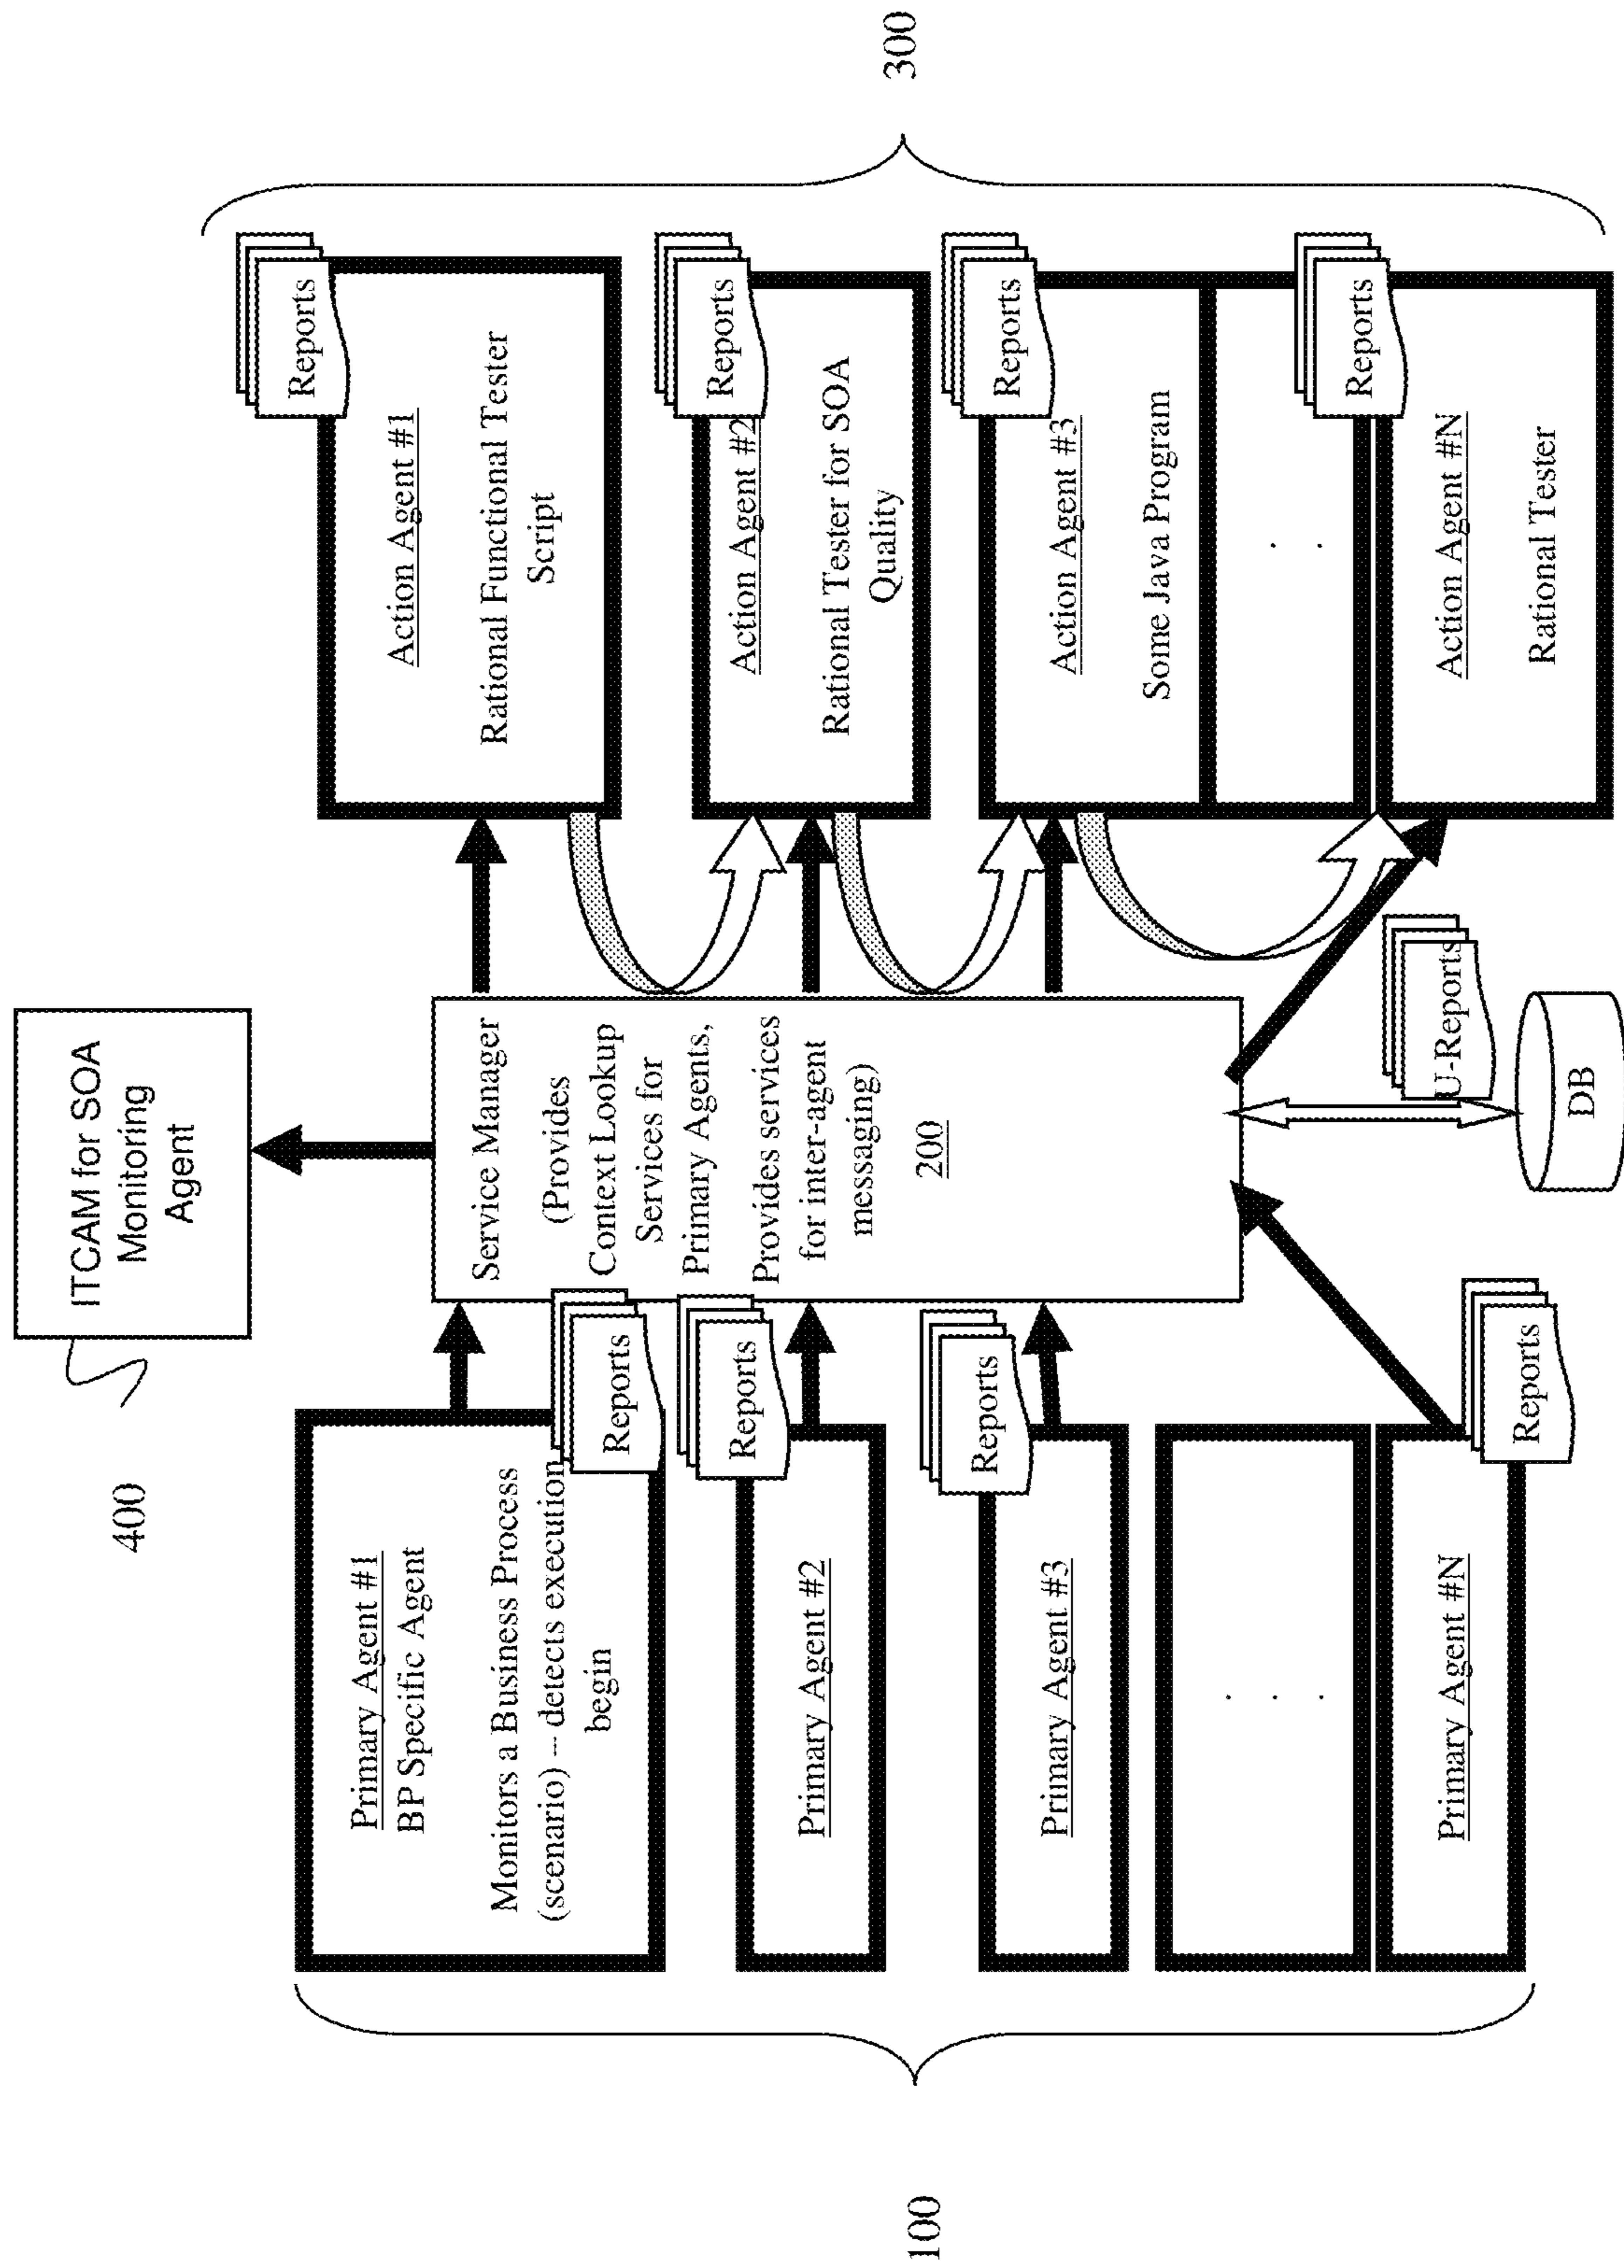 ITCAM for SOA
Monitoring
Agent
400
Primary Agent #1
BP Specific Agent
Monitors a Business Process
(scenario) -- detects execution
begin
Reports
Primary Agent #2
Reports
Primary Agent #3
Reports
. . .
Primary Agent #N
Reports
100
Service Manager
(Provides
Context Lookup
Services for
Primary Agents,
Provides services
for inter-agent
messaging)
200
U-Reports
DB
Action Agent #1
Rational Functional Tester
Script
Reports
Action Agent #2
Rational Tester for SOA
Quality
Reports
Action Agent #3
Some Java Program
Reports
. .
Action Agent #N
Rational Tester
Reports
300